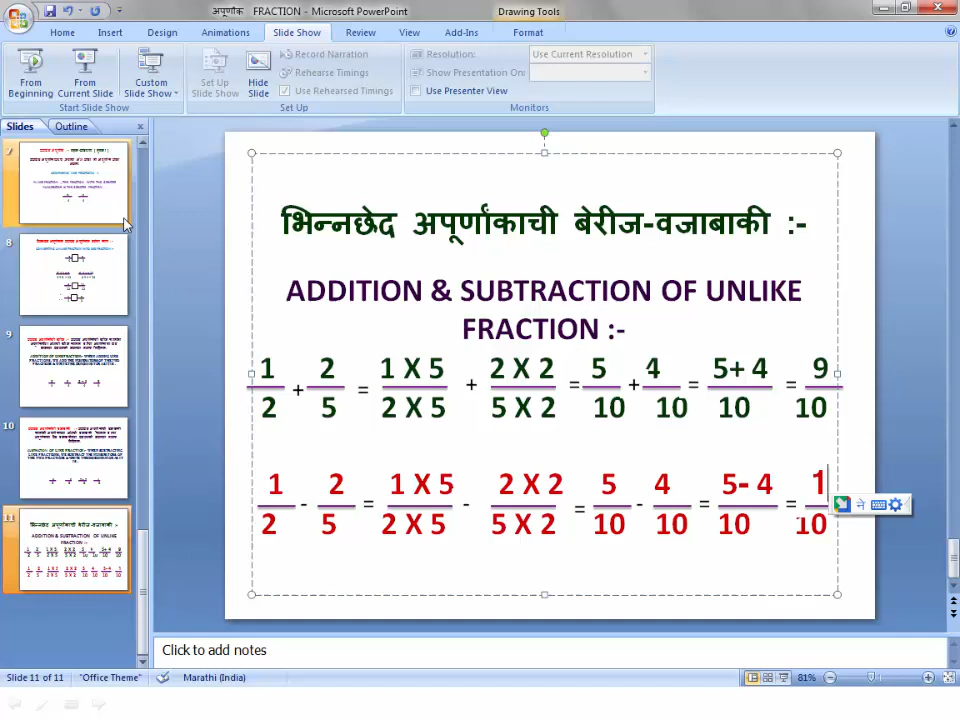 अपूर्णांक FRACTION - Microsoft PowerPoint
Drawing Tools
Home Insert Design Animations Slide Show Review View Add-Ins Format
From Beginning
From Current Slide
Custom Slide Show
Start Slide Show
Set Up Slide Show
Hide Slide
Record Narration
Rehearse Timings
Use Rehearsed Timings
Set Up
Resolution: Use Current Resolution
Show Presentation On:
Use Presenter View
Monitors
Slides Outline
7
8
9
10
11
भिन्नछेद अपूर्णांकाची बेरीज-वजाबाकी :-
ADDITION & SUBTRACTION OF UNLIKE
FRACTION :-
1 2 1 X 5 2 X 2 5 4 5+ 4 9
+ = + = + = =
2 5 2 X 5 5 X 2 10 10 10 10
1 2 1 X 5 2 X 2 5 4 5- 4 1
- = - = - = =
2 5 2 X 5 5 X 2 10 10 10 10
ने
Click to add notes
Slide 11 of 11 "Office Theme" Marathi (India) 81%